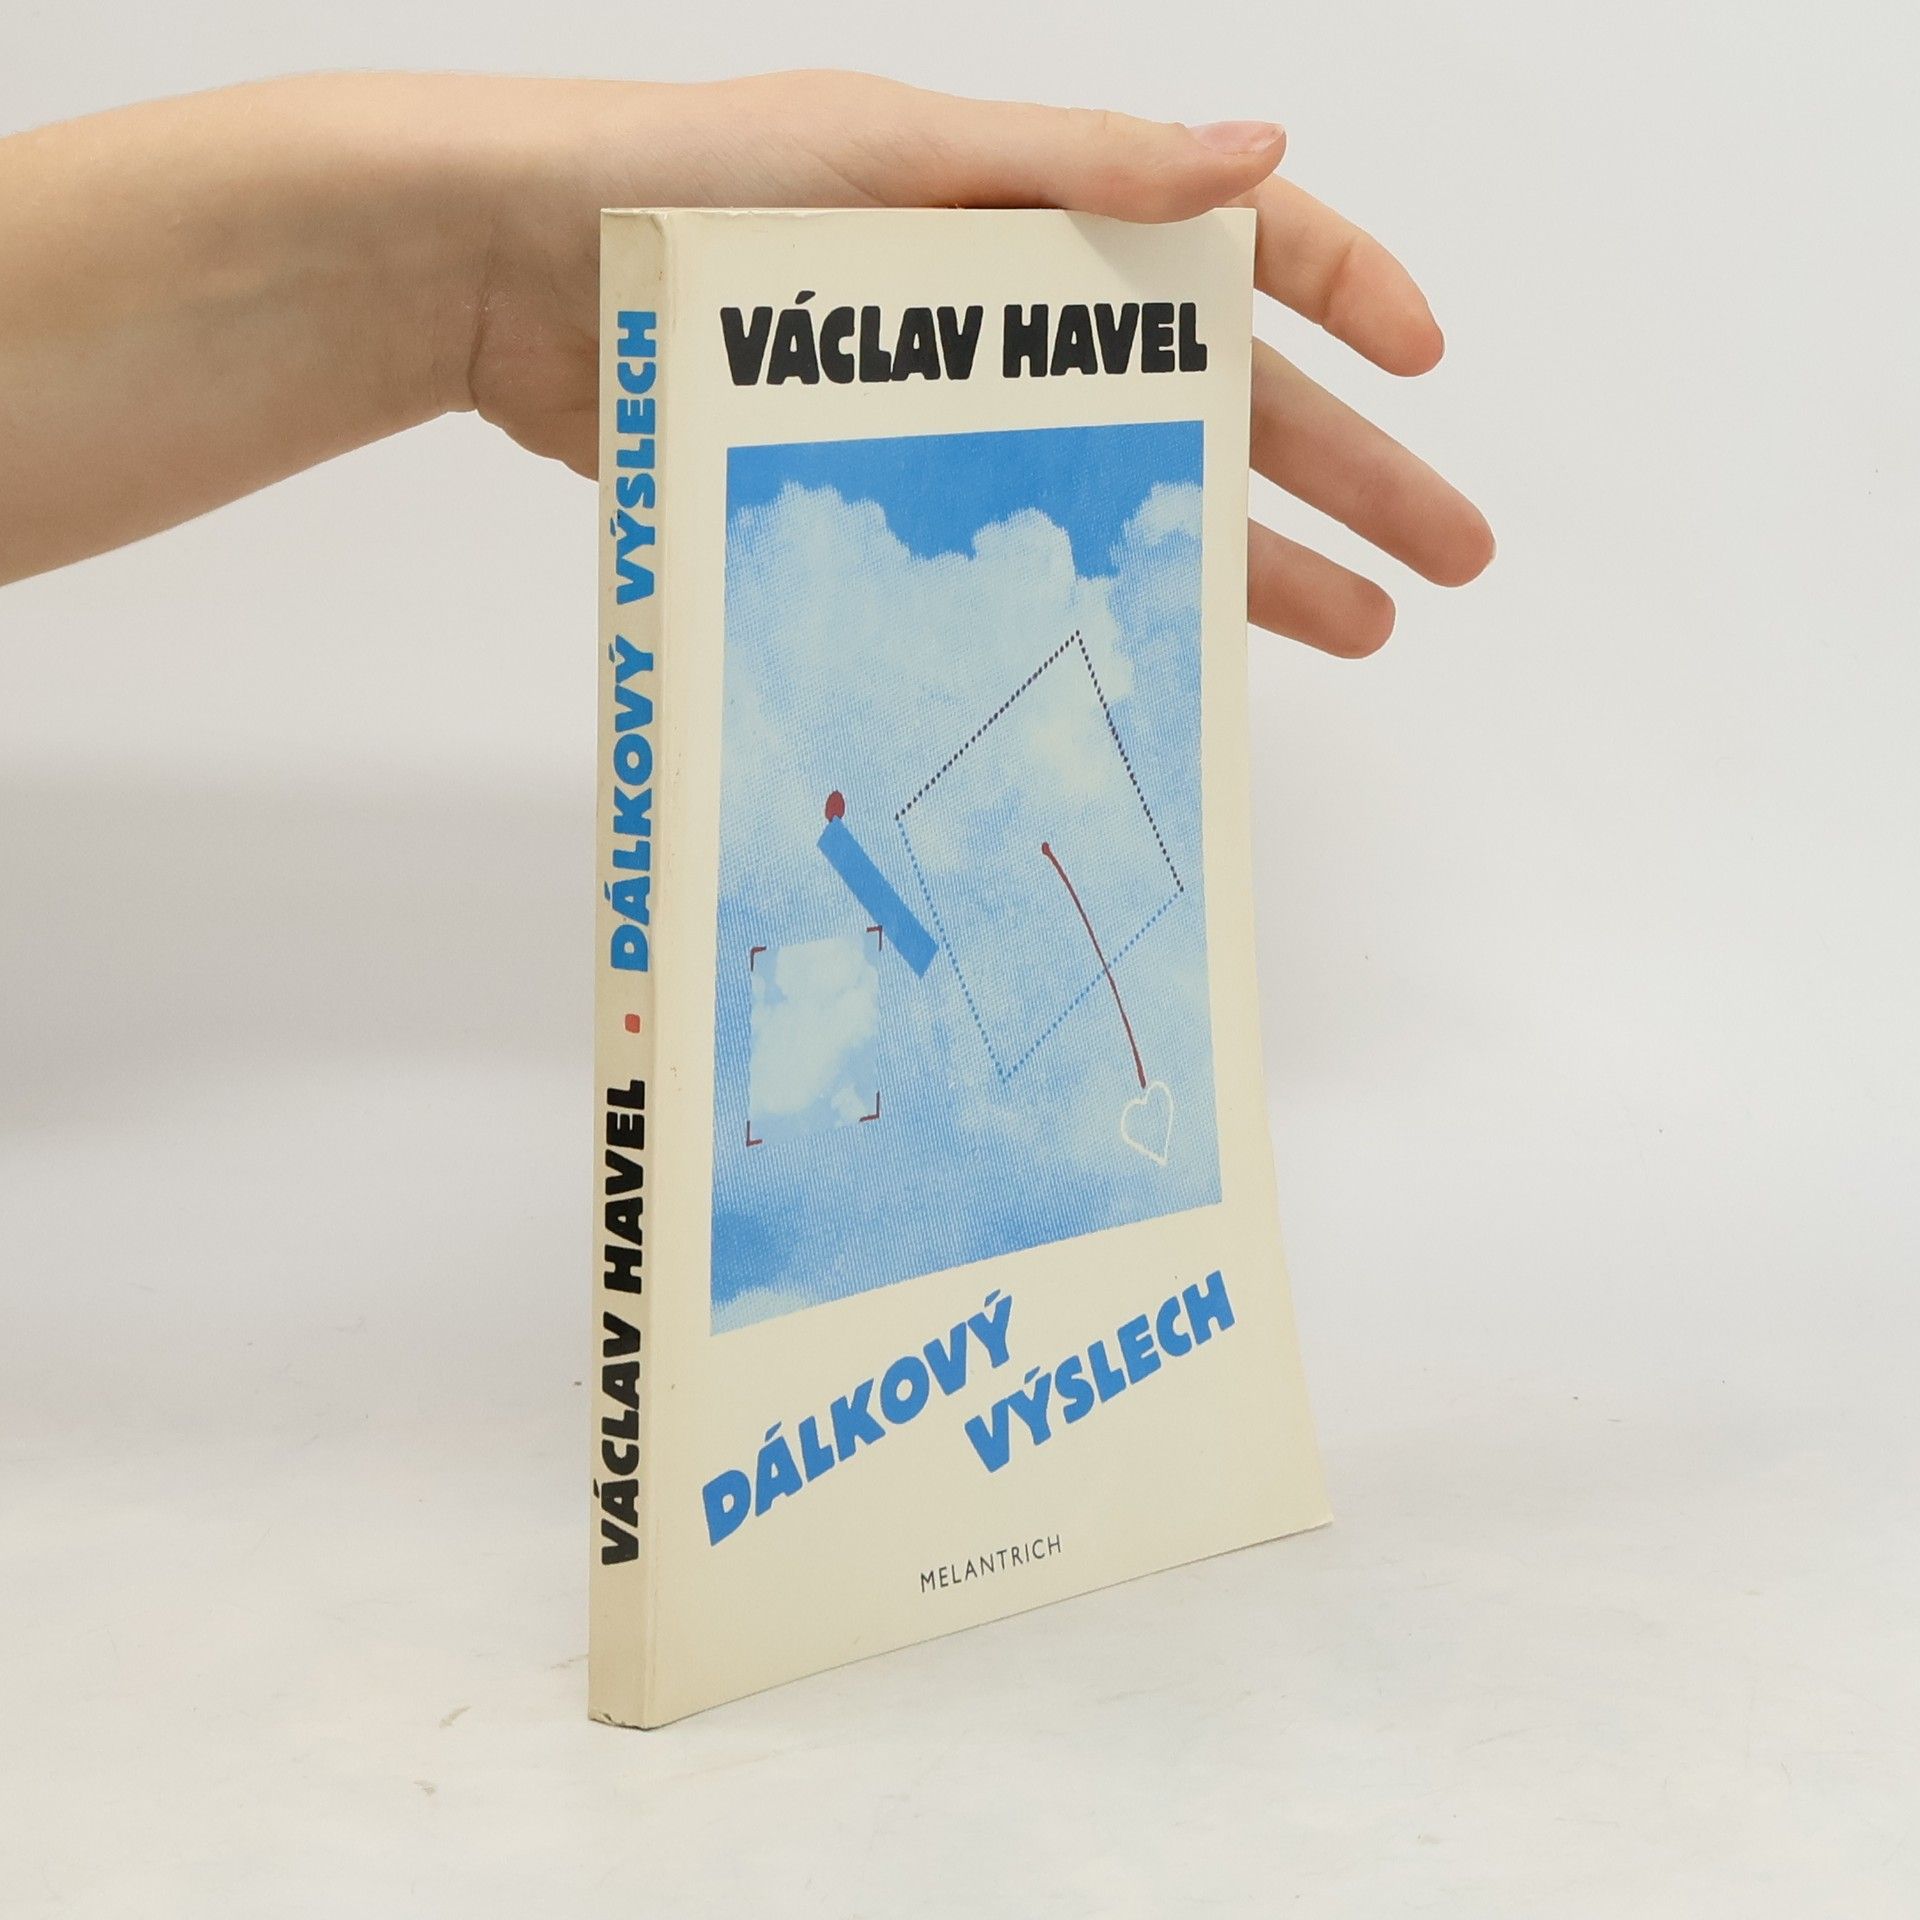 VÁCLAV HAVEL
DÁLKOVÝ
VÝSLECH
MELANTRICH
VÁCLAV HAVEL • DÁLKOVÝ VÝSLECH